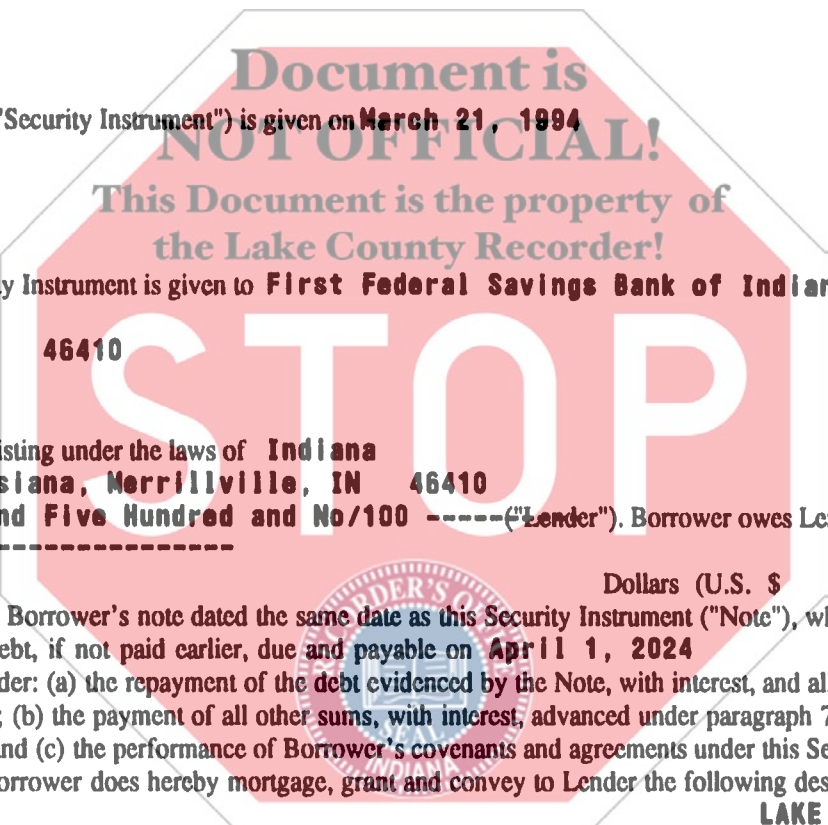 Document is
"Security Instrument") is given on March 21, 1994
NOT OFFICIAL!
This Document is the property of
the Lake County Recorder!
y Instrument is given to First Federal Savings Bank of Indian
46410
STOP
isting under the laws of Indiana
siana, Merrillville, IN 46410
nd Five Hundred and No/100 -----("Lender"). Borrower owes Le
-----------------
Dollars (U.S. $
Borrower's note dated the same date as this Security Instrument ("Note"), wh
ebt, if not paid earlier, due and payable on April 1, 2024
der: (a) the repayment of the debt evidenced by the Note, with interest, and al
; (b) the payment of all other sums, with interest, advanced under paragraph 7
and (c) the performance of Borrower's covenants and agreements under this Se
orrower does hereby mortgage, grant and convey to Lender the following des
LAKE
RECORDER'S OFFICE
SEAL
INDIANA